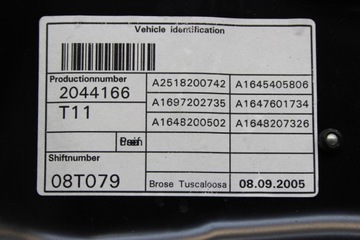 Vehicle identification
Productionnumber
2044166
T11
A2518200742 A1645405806
A1697202735 A1647601734
A1648200502 A1648207326
Shiftnumber
08T079
Brose Tuscaloosa 08.09.2005